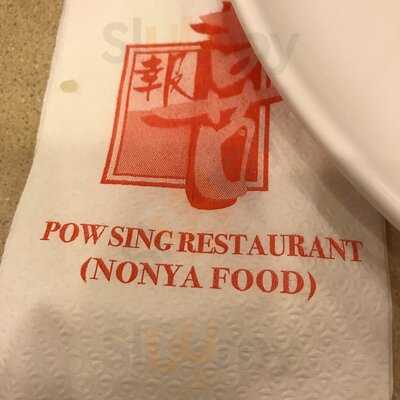 報
POW SING RESTAURANT
(NONYA FOOD)